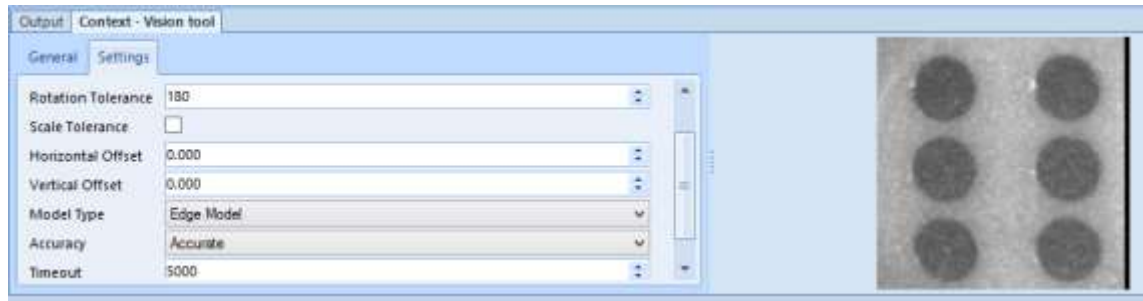 Output Context - Vision tool
General Settings
Rotation Tolerance 180
Scale Tolerance
Horizontal Offset 0.000
Vertical Offset 0.000
Model Type Edge Model
Accuracy Accurate
Timeout 5000